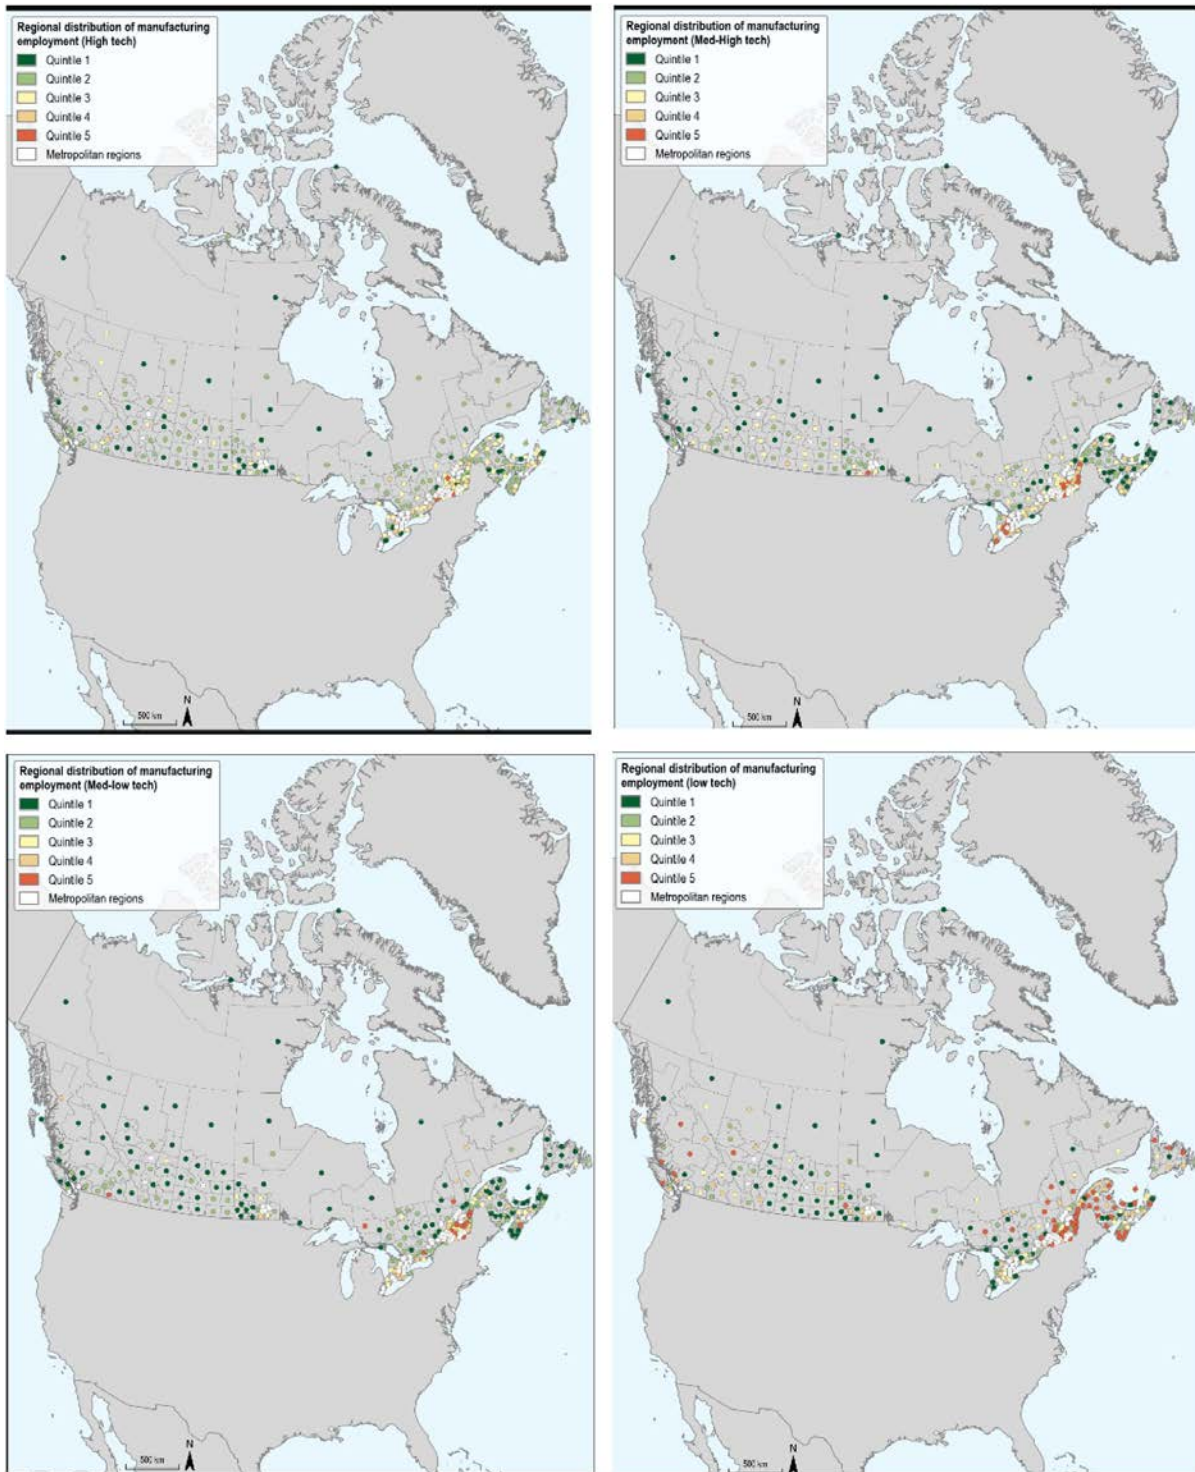 Regional distribution of manufacturing
employment (High tech)
Quintile 1
Quintile 2
Quintile 3
Quintile 4
Quintile 5
Metropolitan regions
N
500 km
Regional distribution of manufacturing
employment (Med-High tech)
Quintile 1
Quintile 2
Quintile 3
Quintile 4
Quintile 5
Metropolitan regions
N
500 km
Regional distribution of manufacturing
employment (Med-low tech)
Quintile 1
Quintile 2
Quintile 3
Quintile 4
Quintile 5
Metropolitan regions
N
500 km
Regional distribution of manufacturing
employment (low tech)
Quintile 1
Quintile 2
Quintile 3
Quintile 4
Quintile 5
Metropolitan regions
N
500 km